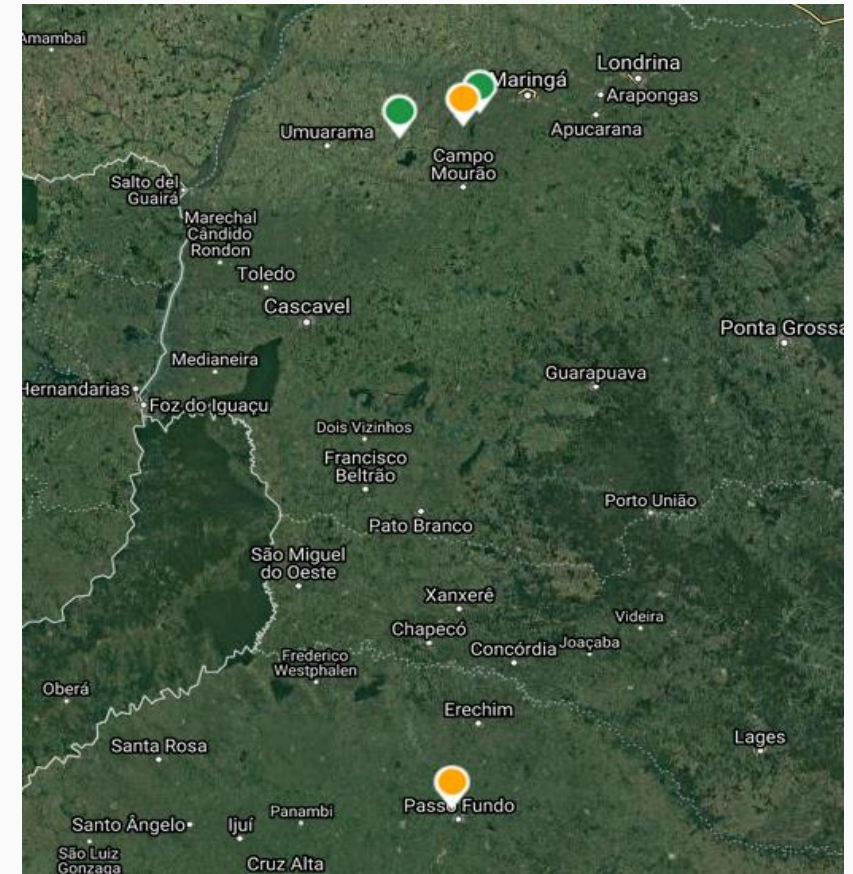 Amambai
Londrina
Maringá
Arapongas
Umuarama
Apucarana
Campo
Mourão
Salto del
Guairá
Marechal
Cândido
Rondon
Toledo
Cascavel
Ponta Grossa
Medianeira
Guarapuava
Hernandarias
Foz do Iguaçu
Dois Vizinhos
Francisco
Beltrão
Porto União
Pato Branco
São Miguel
do Oeste
Xanxerê
Videira
Chapecó
Joaçaba
Concórdia
Frederico
Westphalen
Oberá
Erechim
Lages
Santa Rosa
Passo Fundo
Panambi
Santo Ângelo
Ijuí
São Luiz
Gonzaga
Cruz Alta